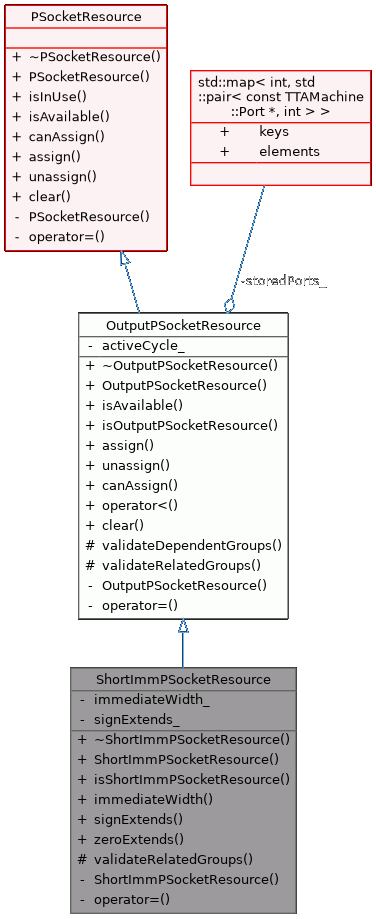 PSocketResource
+ ~PSocketResource()
+ PSocketResource()
+ isInUse()
+ isAvailable()
+ canAssign()
+ assign()
+ unassign()
+ clear()
- PSocketResource()
- operator=()
std::map< int, std
::pair< const TTAMachine
::Port *, int > >
+ keys
+ elements
-storedPorts_
OutputPSocketResource
- activeCycle_
+ ~OutputPSocketResource()
+ OutputPSocketResource()
+ isAvailable()
+ isOutputPSocketResource()
+ assign()
+ unassign()
+ canAssign()
+ operator<()
+ clear()
# validateDependentGroups()
# validateRelatedGroups()
- OutputPSocketResource()
- operator=()
ShortImmPSocketResource
- immediateWidth_
- signExtends_
+ ~ShortImmPSocketResource()
+ ShortImmPSocketResource()
+ isShortImmPSocketResource()
+ immediateWidth()
+ signExtends()
+ zeroExtends()
# validateRelatedGroups()
- ShortImmPSocketResource()
- operator=()